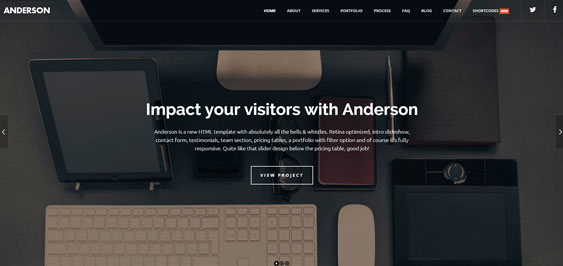 ANDERSON
HOME ABOUT SERVICES PORTFOLIO PROCESS FAQ BLOG CONTACT SHORTCODES NEW
Impact your visitors with Anderson
Anderson is a new HTML template with absolutely all the bells & whistles. Retina optimized, intro slideshow,
contact form, testimonials, team section, pricing tables, a portfolio with filter option and of course it's fully
responsive. Quite like that slider design below the pricing table, good job!
VIEW PROJECT